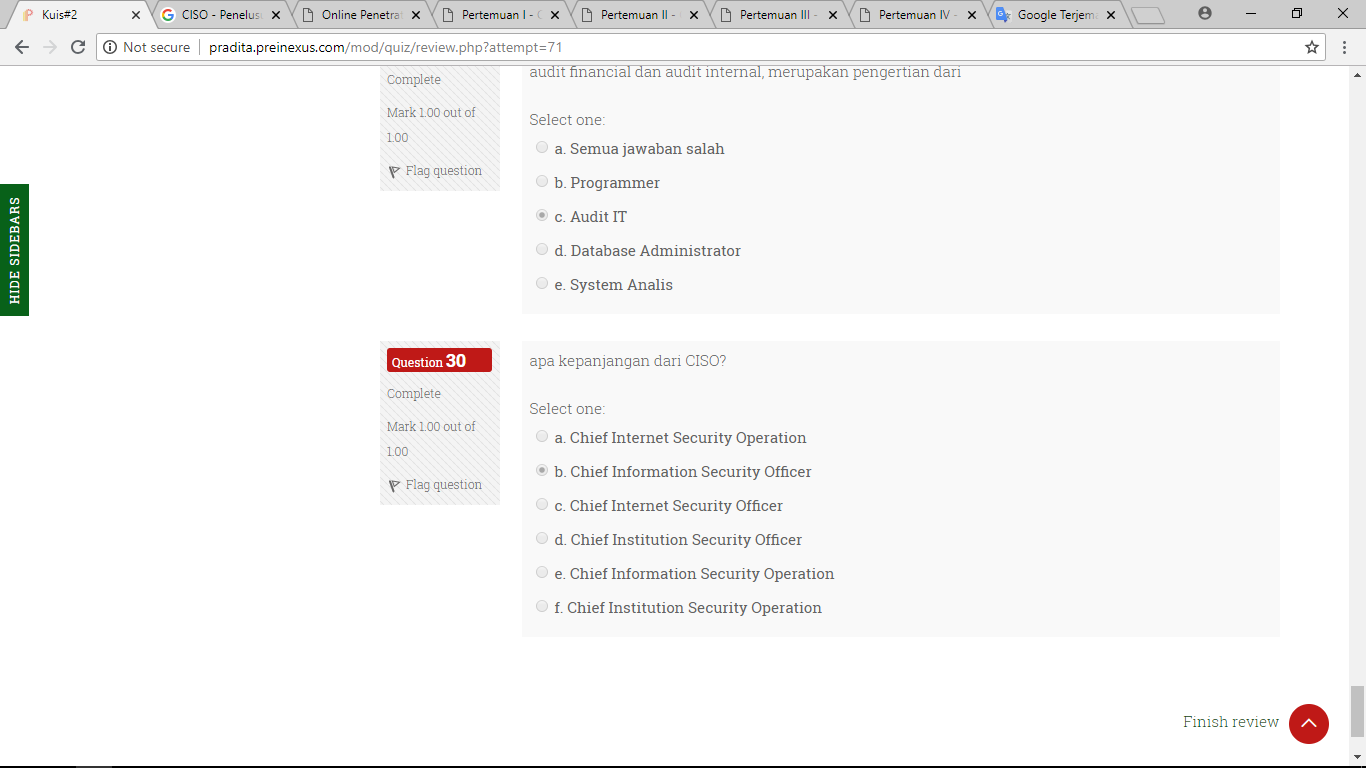 Kuis#2
CISO - Penelus
Online Penetrat
Pertemuan I -
Pertemuan II -
Pertemuan III -
Pertemuan IV -
Google Terjem
Not secure
pradita.preinexus.com/mod/quiz/review.php?attempt=71
HIDE SIDEBARS
Complete
Mark 1.00 out of
1.00
Flag question
audit financial dan audit internal, merupakan pengertian dari
Select one:
a. Semua jawaban salah
b. Programmer
c. Audit IT
d. Database Administrator
e. System Analis
Question 30
Complete
Mark 1.00 out of
1.00
Flag question
apa kepanjangan dari CISO?
Select one:
a. Chief Internet Security Operation
b. Chief Information Security Officer
c. Chief Internet Security Officer
d. Chief Institution Security Officer
e. Chief Information Security Operation
f. Chief Institution Security Operation
Finish review